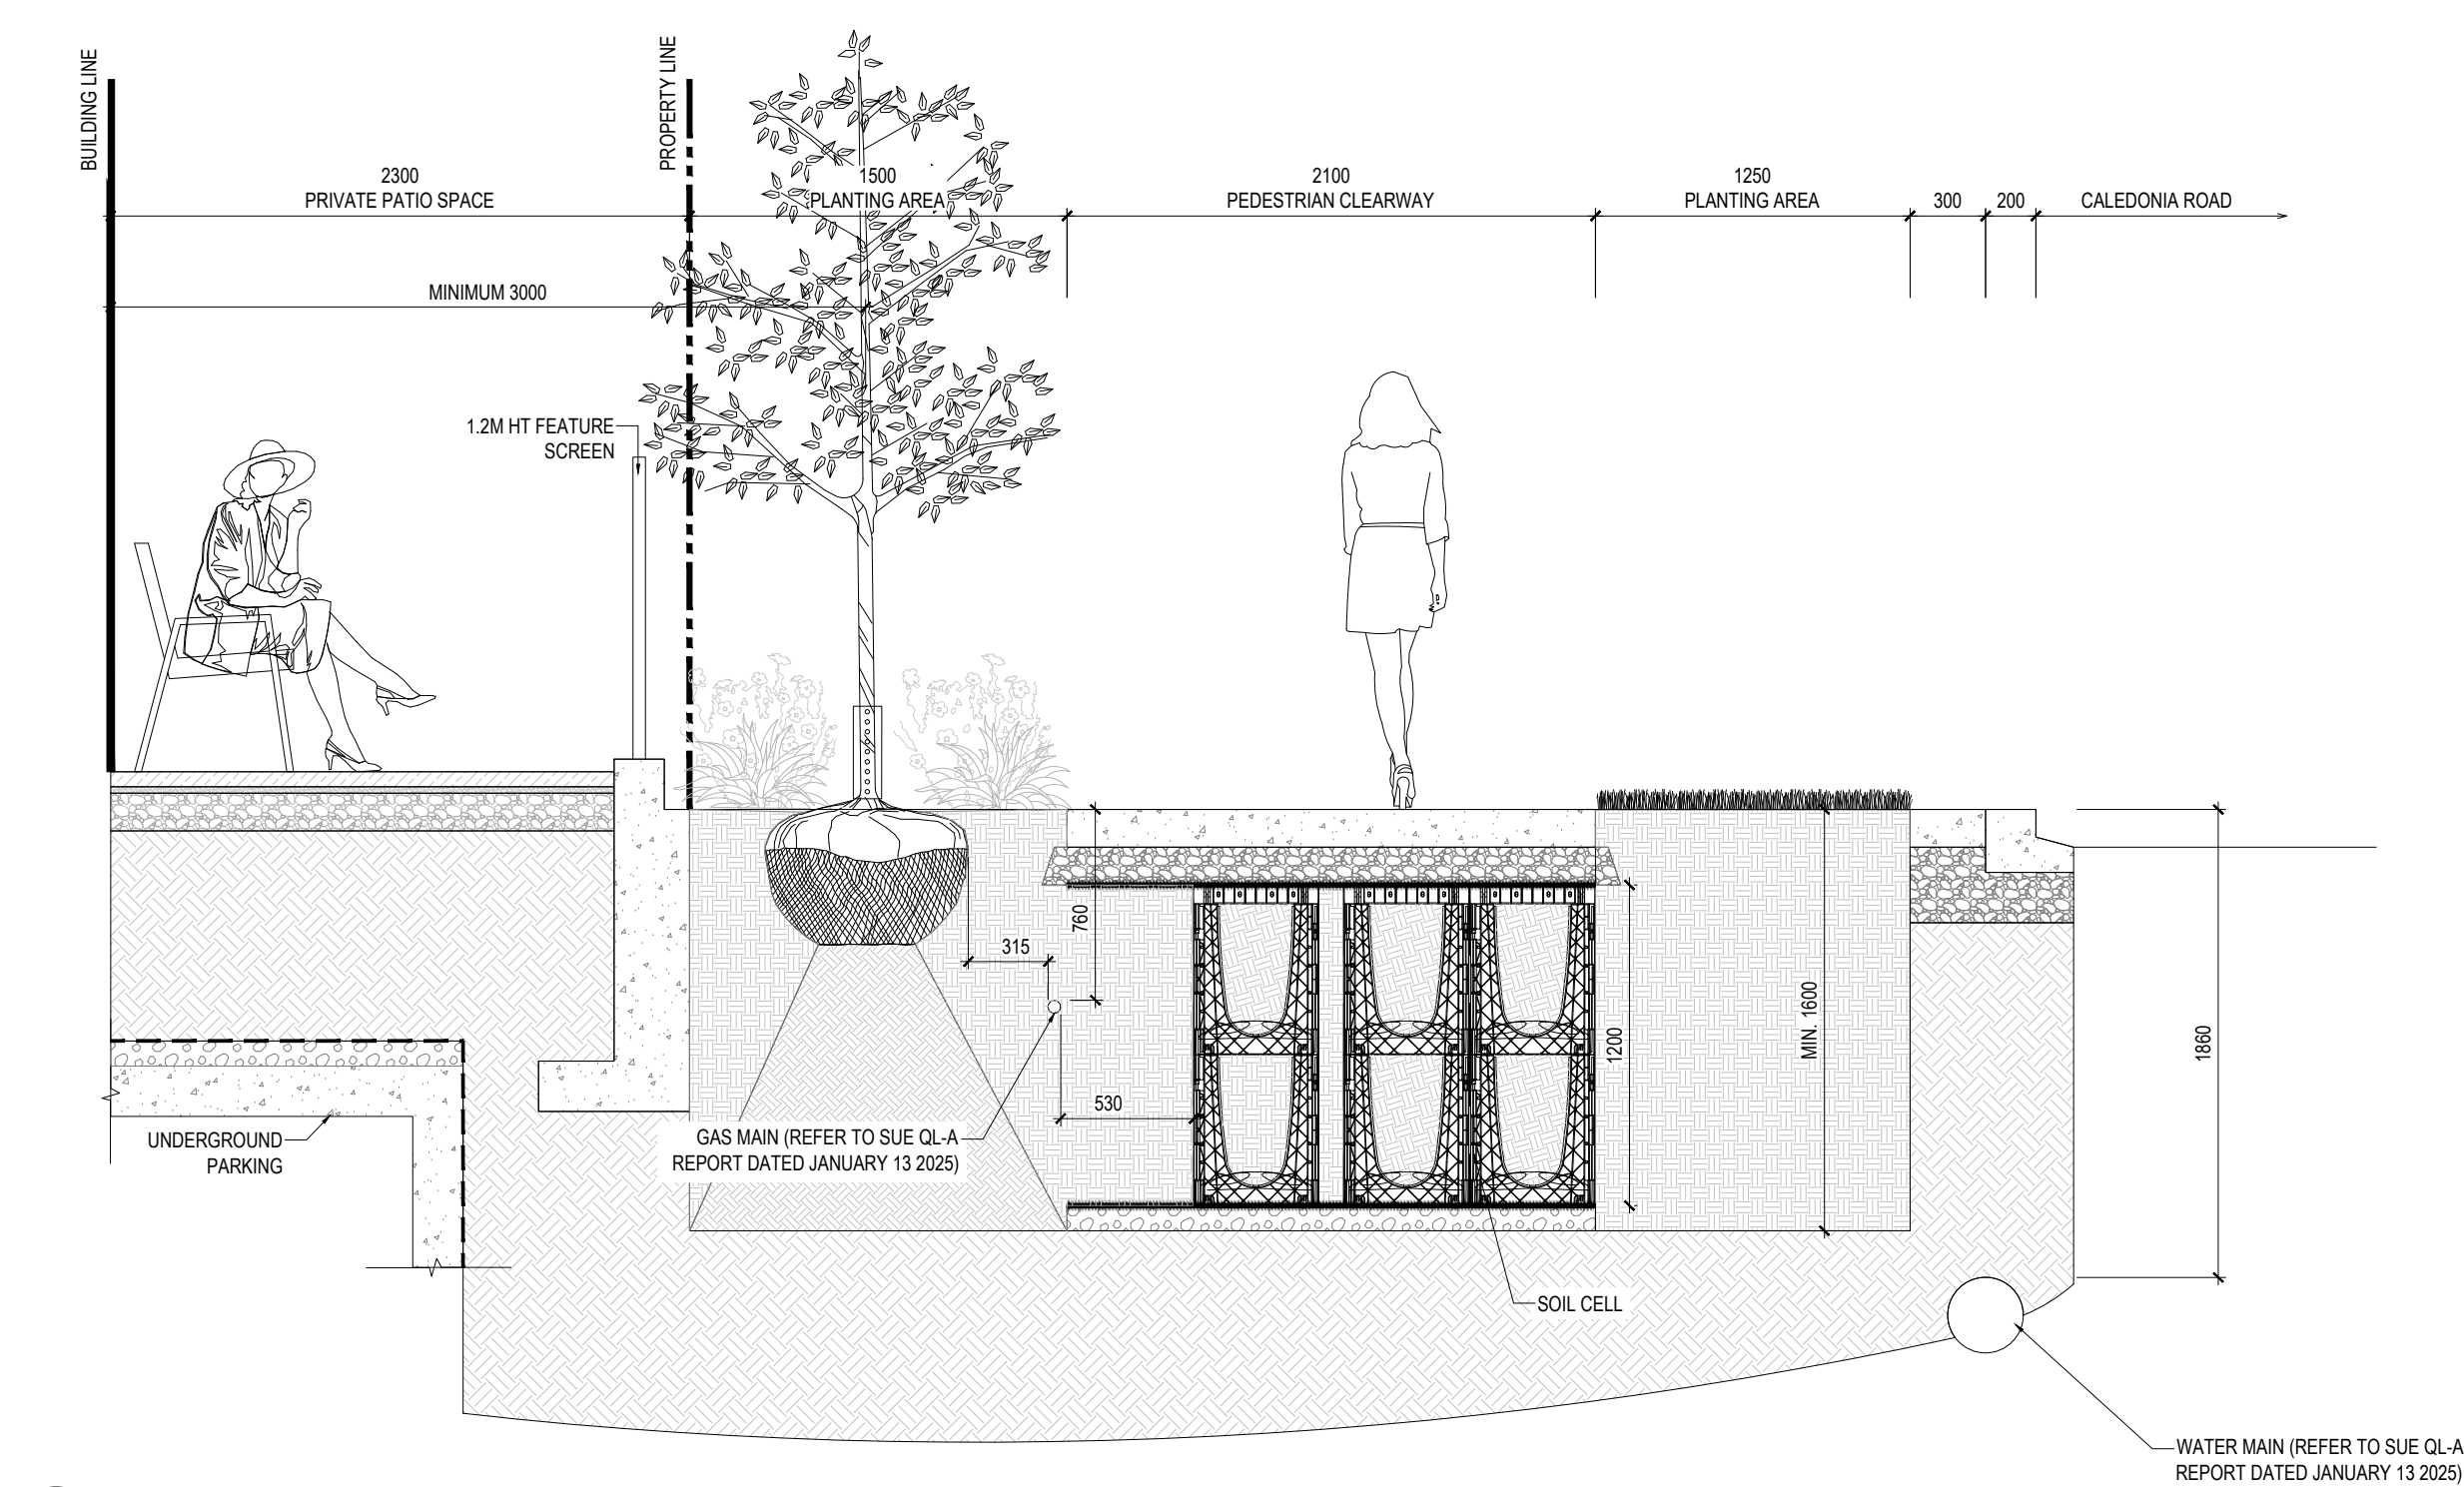 BUILDING LINE
PROPERTY LINE
2300
PRIVATE PATIO SPACE
1500
PLANTING AREA
2100
PEDESTRIAN CLEARWAY
1250
PLANTING AREA
300
200
CALEDONIA ROAD
MINIMUM 3000
1.2M HT FEATURE
SCREEN
760
315
530
1200
MIN. 1600
1860
UNDERGROUND
PARKING
GAS MAIN (REFER TO SUE QL-A
REPORT DATED JANUARY 13 2025)
SOIL CELL
WATER MAIN (REFER TO SUE QL-A
REPORT DATED JANUARY 13 2025)